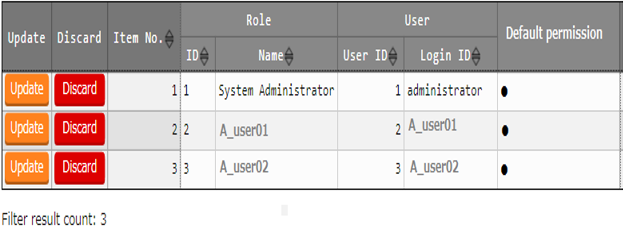 Update Discard Item No. Role User Default permission
ID Name User ID Login ID
Update Discard 1 1 System Administrator 1 administrator ●
Update Discard 2 2 A_user01 2 A_user01 ●
Update Discard 3 3 A_user02 3 A_user02 ●
Filter result count: 3